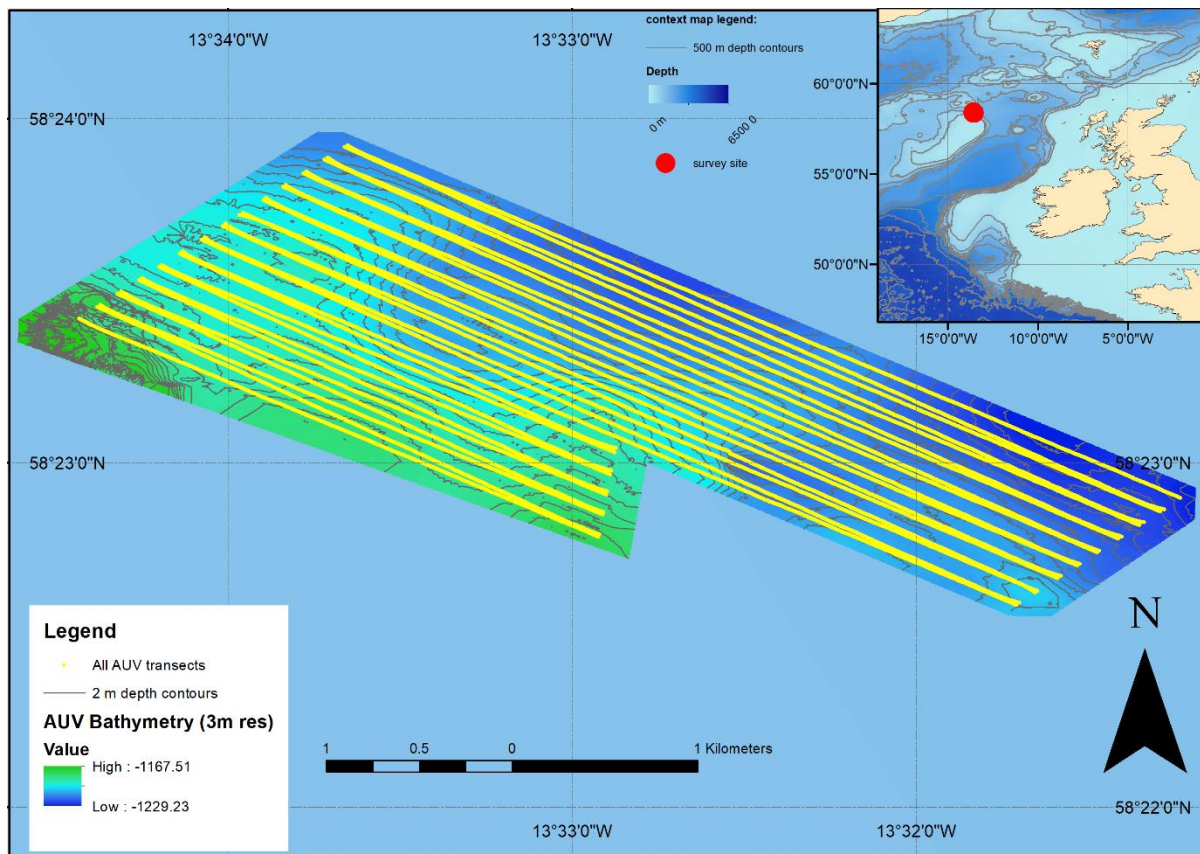 13°34'0"W
13°33'0"W
context map legend:
500 m depth contours
Depth
0 m
6500 0
survey site
60°0'0"N
55°0'0"N
50°0'0"N
15°0'0"W
10°0'0"W
5°0'0"W
58°24'0"N
58°23'0"N
58°23'0"N
N
Legend
All AUV transects
2 m depth contours
AUV Bathymetry (3m res)
Value
High : -1167.51
Low : -1229.23
1 0.5 0 1 Kilometers
58°22'0"N
13°33'0"W
13°32'0"W